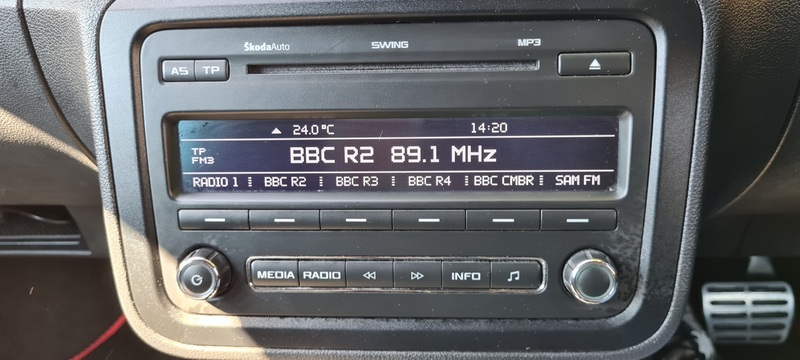 ŠkodaAuto SWING MP3
AS TP
24.0 °C 14:20
TP
FM3
BBC R2 89.1 MHz
RADIO 1 BBC R2 BBC R3 BBC R4 BBC CMBR SAM FM
MEDIA RADIO INFO